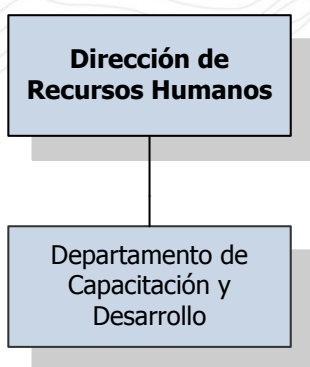 Dirección de
Recursos Humanos
Departamento de
Capacitación y
Desarrollo